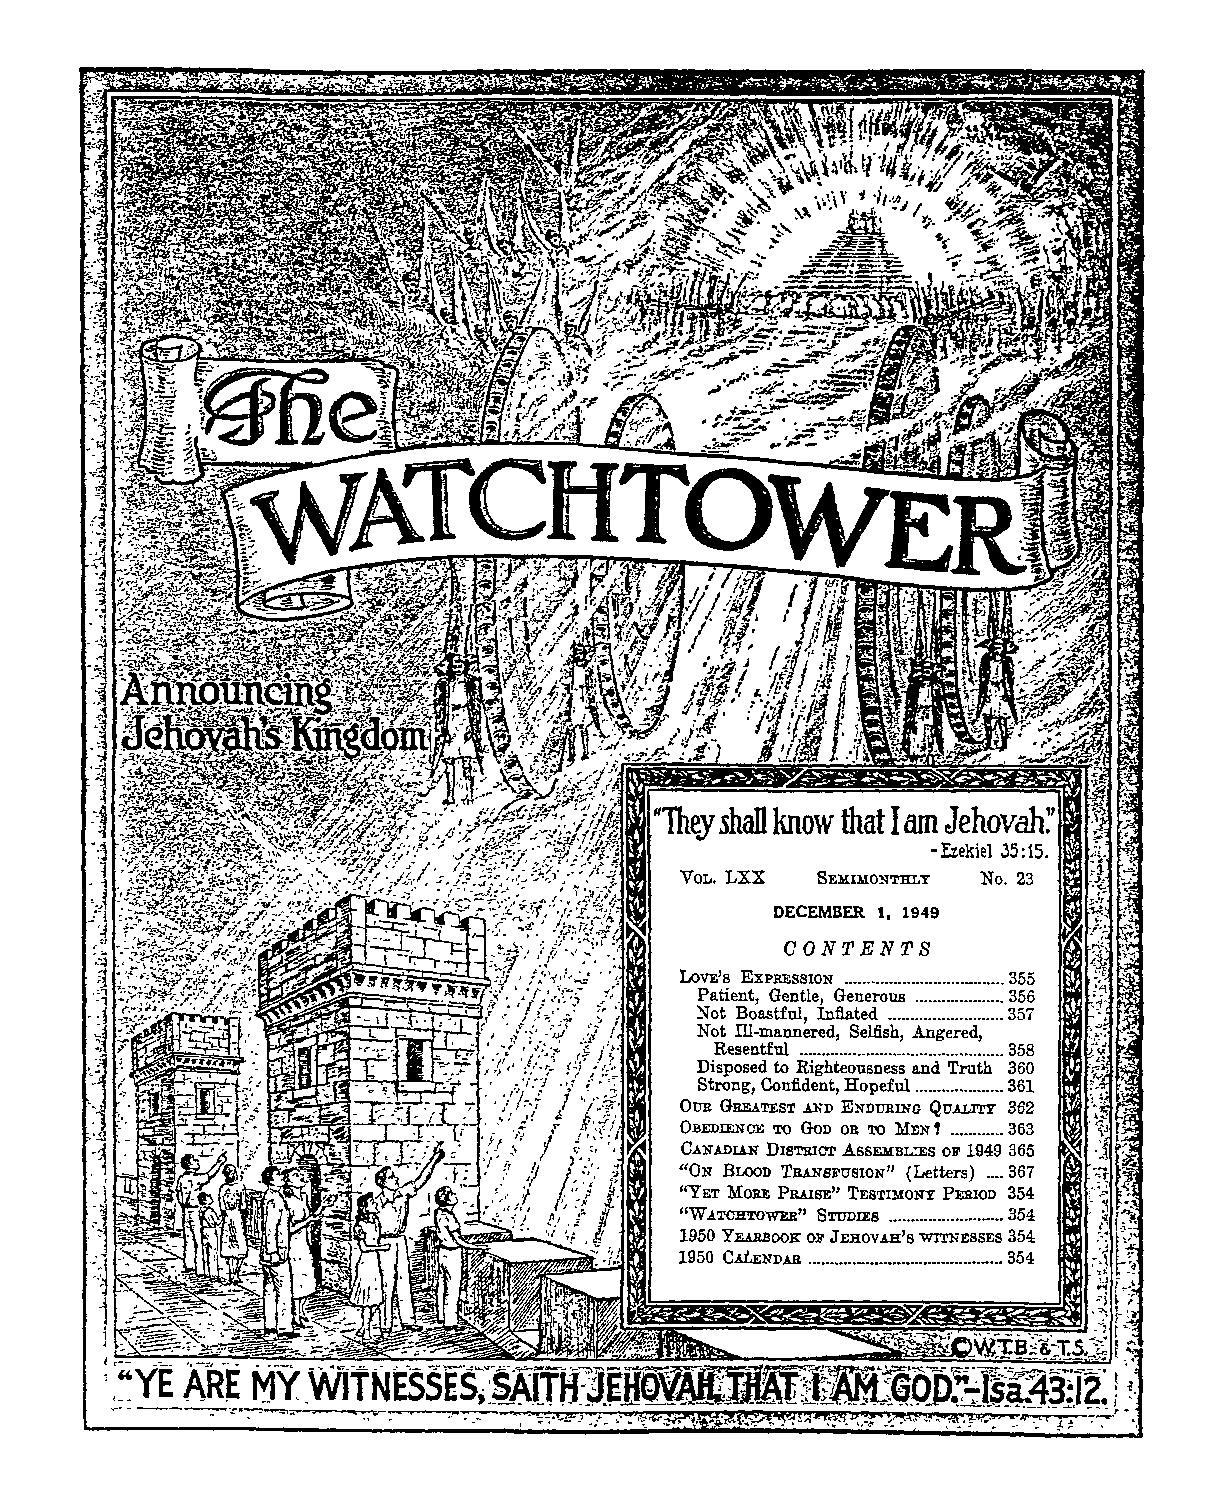 The
WATCHTOWER
Announcing
Jehovah's Kingdom
"They shall know that I am Jehovah."
-Ezekiel 35:15.
VOL. LXX SEMIMONTHLY No. 23
DECEMBER 1, 1949
CONTENTS
LOVE'S EXPRESSION ................................ 355
Patient, Gentle, Generous .................. 356
Not Boastful, Inflated ........................ 357
Not Ill-mannered, Selfish, Angered,
Resentful .......................................... 358
Disposed to Righteousness and Truth 360
Strong, Confident, Hopeful .................. 361
OUR GREATEST AND ENDURING QUALITY 362
OBEDIENCE TO GOD OR TO MEN? ........... 363
CANADIAN DISTRICT ASSEMBLIES OF 1949 365
"ON BLOOD TRANSFUSION" (Letters) .... 367
"YET MORE PRAISE" TESTIMONY PERIOD 354
"WATCHTOWER" STUDIES ........................ 354
1950 YEARBOOK OF JEHOVAH'S WITNESSES 354
1950 CALENDAR ........................................ 354
©W.T.B. & T.S.
"YE ARE MY WITNESSES, SAITH JEHOVAH, THAT I AM GOD."-Isa.43:12.